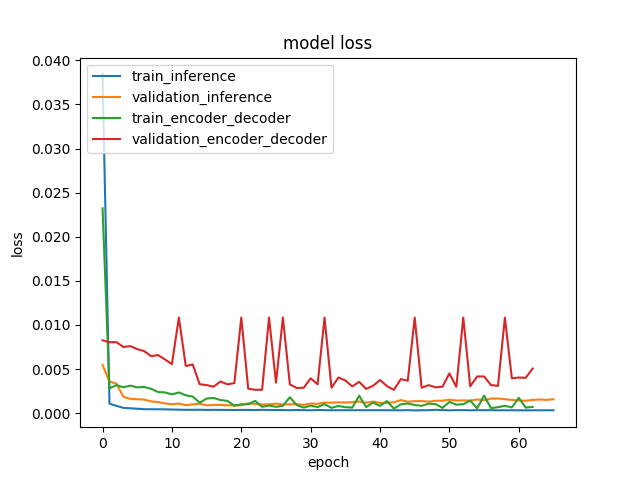 model loss
train_inference
validation_inference
train_encoder_decoder
validation_encoder_decoder
0.040
0.035
0.030
0.025
0.020
0.015
0.010
0.005
0.000
loss
0 10 20 30 40 50 60
epoch